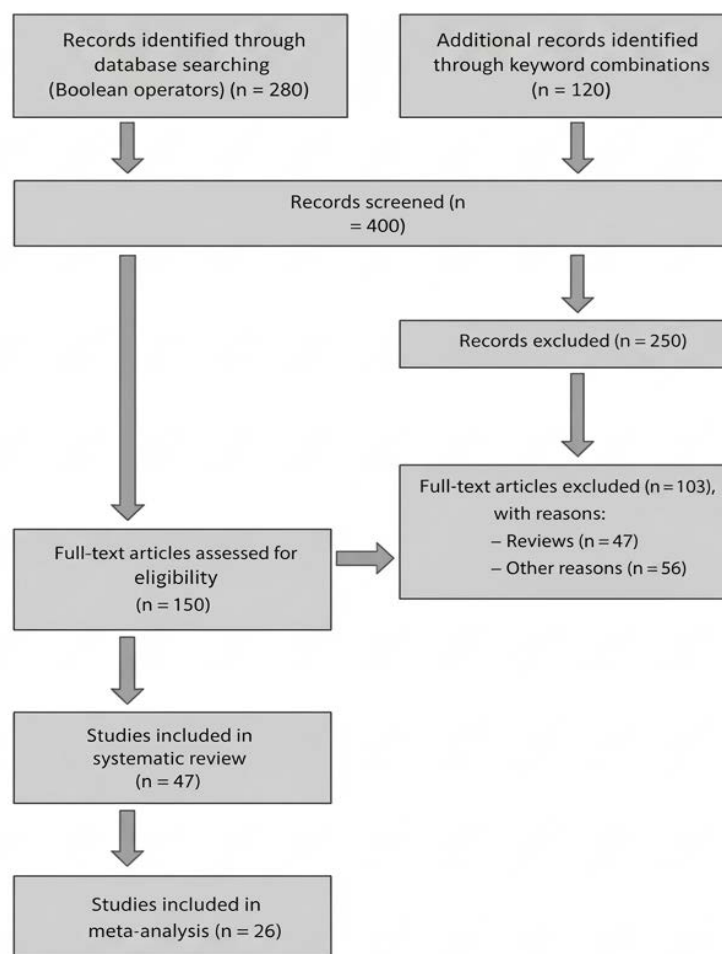 Records identified through
database searching
(Boolean operators) (n = 280)
Additional records identified
through keyword combinations
(n = 120)
Records screened (n
= 400)
Records excluded (n = 250)
Full-text articles excluded (n = 103),
with reasons:
– Reviews (n = 47)
– Other reasons (n = 56)
Full-text articles assessed for
eligibility
(n = 150)
Studies included in
systematic review
(n = 47)
Studies included in
meta-analysis (n = 26)